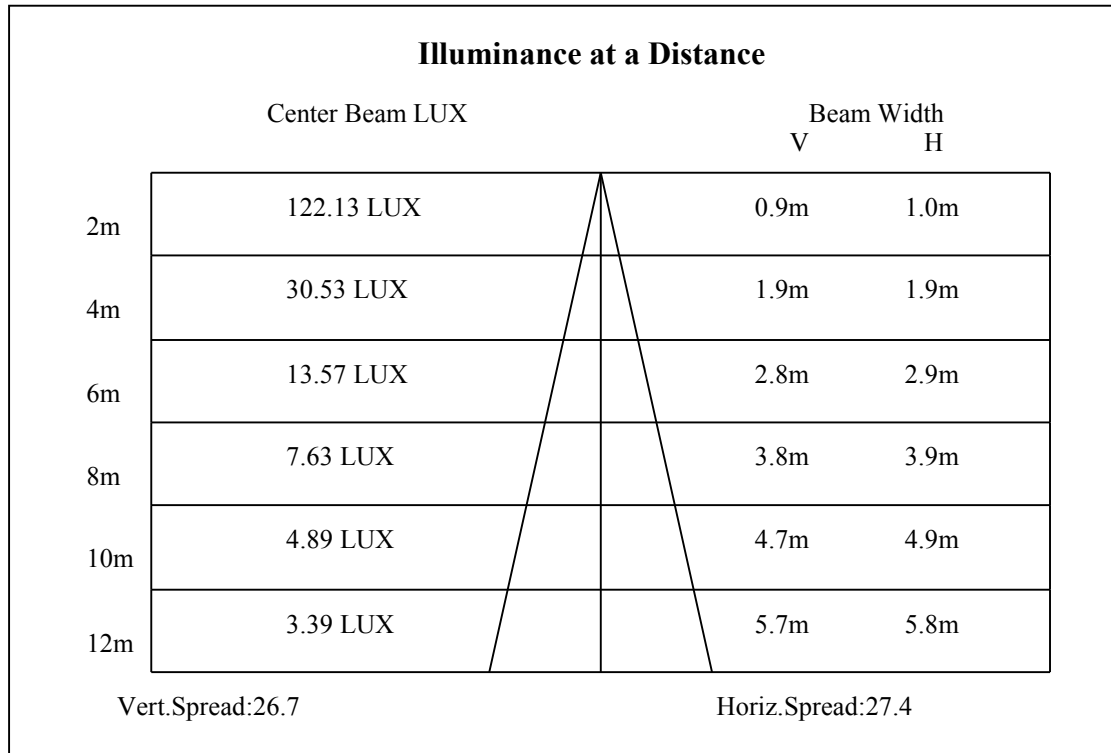 Illuminance at a Distance
Center Beam LUX Beam Width
V H
2m 122.13 LUX 0.9m 1.0m
4m 30.53 LUX 1.9m 1.9m
6m 13.57 LUX 2.8m 2.9m
8m 7.63 LUX 3.8m 3.9m
10m 4.89 LUX 4.7m 4.9m
12m 3.39 LUX 5.7m 5.8m
Vert.Spread:26.7 Horiz.Spread:27.4